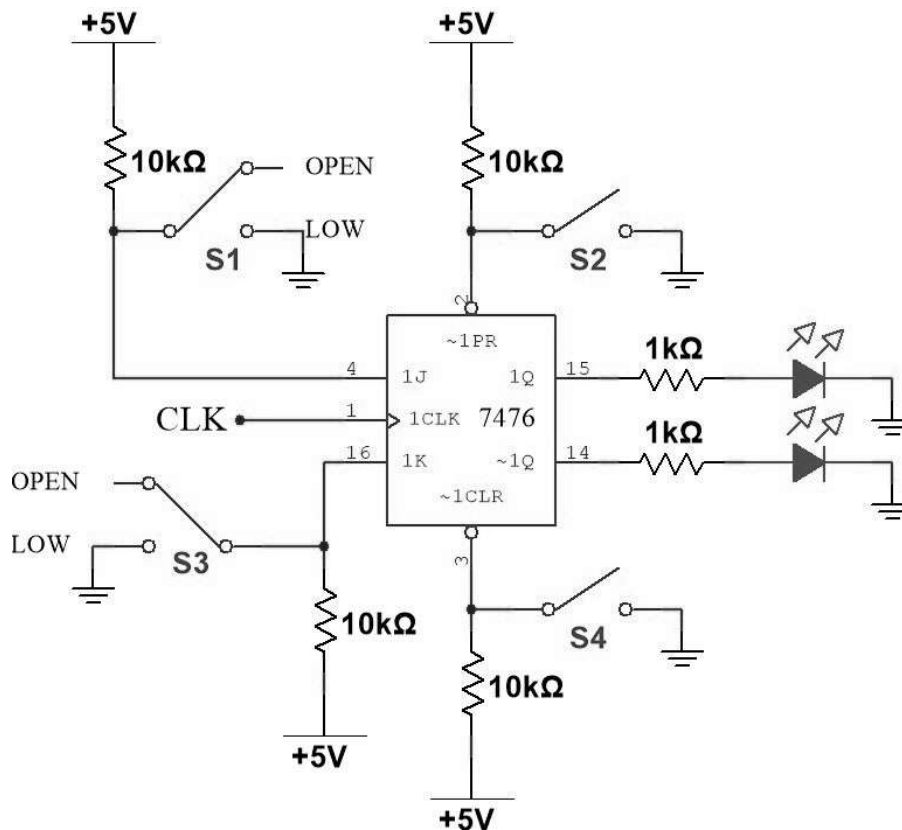 +5V
+5V
10kΩ
OPEN
LOW
S1
10kΩ
S2
2
~1PR
4
1J
1Q
15
1kΩ
CLK
1
1CLK
7476
16
1K
~1Q
14
1kΩ
~1CLR
OPEN
LOW
S3
3
10kΩ
S4
10kΩ
+5V
+5V